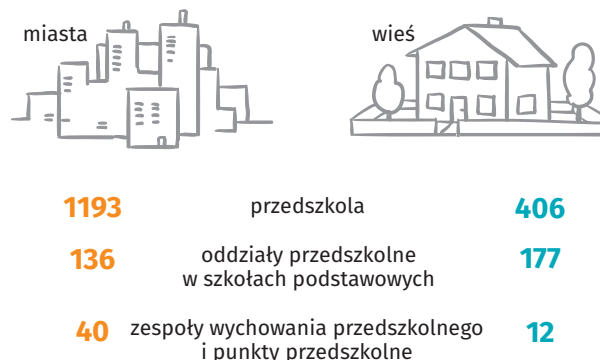 miasta wieś
1193 przedszkola 406
136 oddziały przedszkolne 177
w szkołach podstawowych
40 zespoły wychowania przedszkolnego 12
i punkty przedszkolne